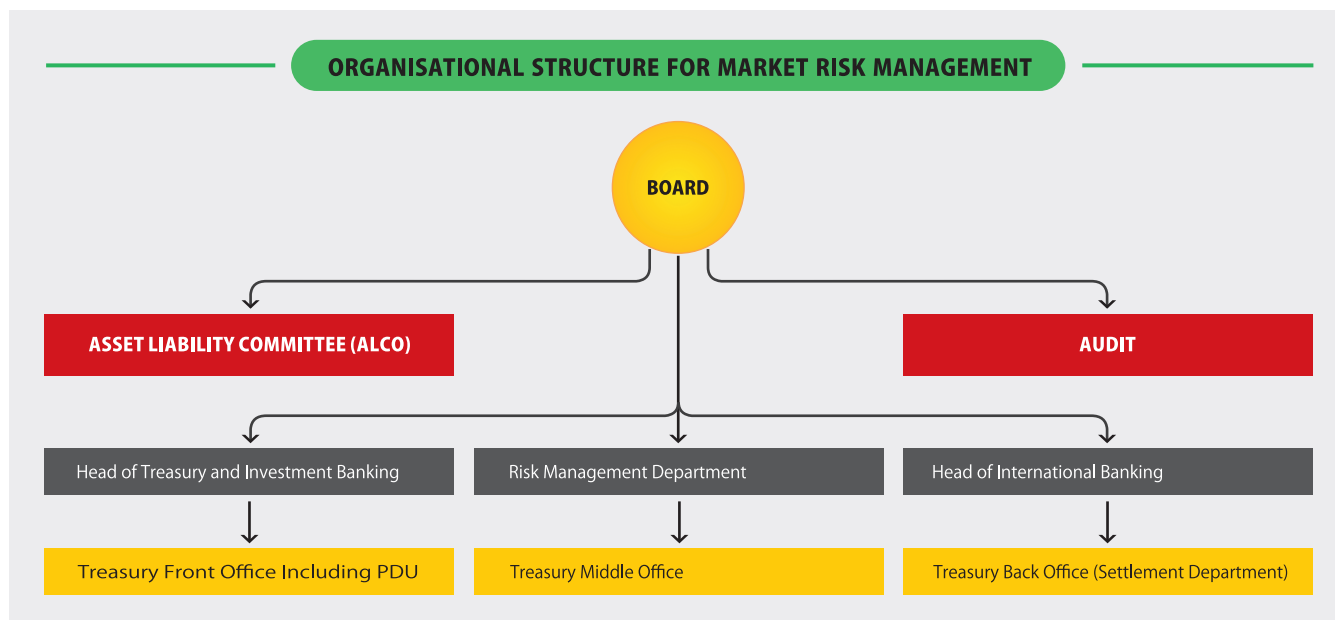 ORGANISATIONAL STRUCTURE FOR MARKET RISK MANAGEMENT
BOARD
ASSET LIABILITY COMMITTEE (ALCO)
AUDIT
Head of Treasury and Investment Banking
Risk Management Department
Head of International Banking
Treasury Front Office Including PDU
Treasury Middle Office
Treasury Back Office (Settlement Department)